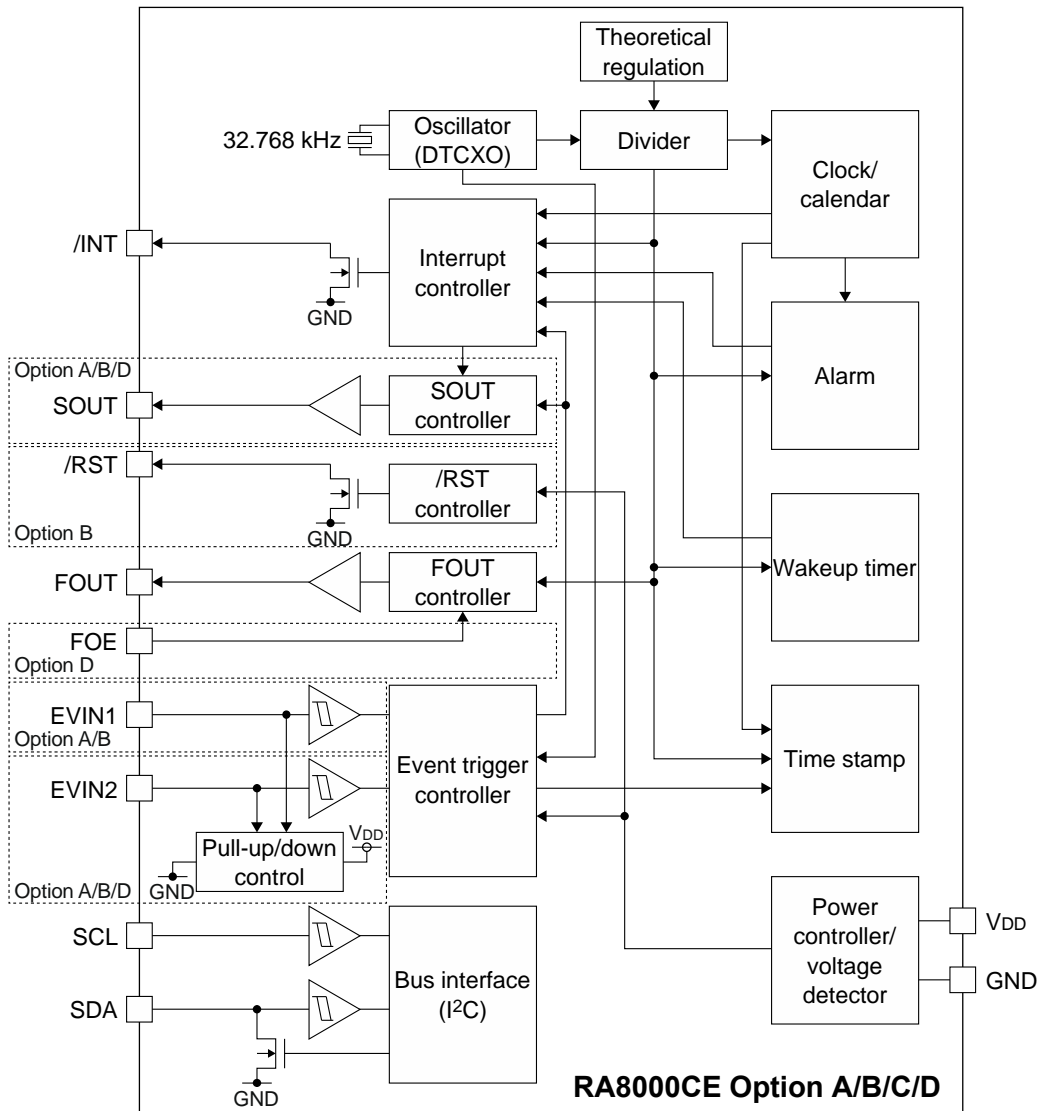 Theoretical
regulation
32.768 kHz
Oscillator
(DTCXO)
Divider
Clock/
calendar
/INT
Interrupt
controller
GND
Option A/B/D
SOUT
SOUT
controller
Alarm
/RST
/RST
controller
GND
Option B
FOUT
FOUT
controller
Wakeup timer
FOE
Option D
EVIN1
Option A/B
EVIN2
Event trigger
controller
Time stamp
Pull-up/down
control
VDD
GND
Option A/B/D
SCL
SDA
Bus interface
(I²C)
GND
Power
controller/
voltage
detector
VDD
GND
RA8000CE Option A/B/C/D